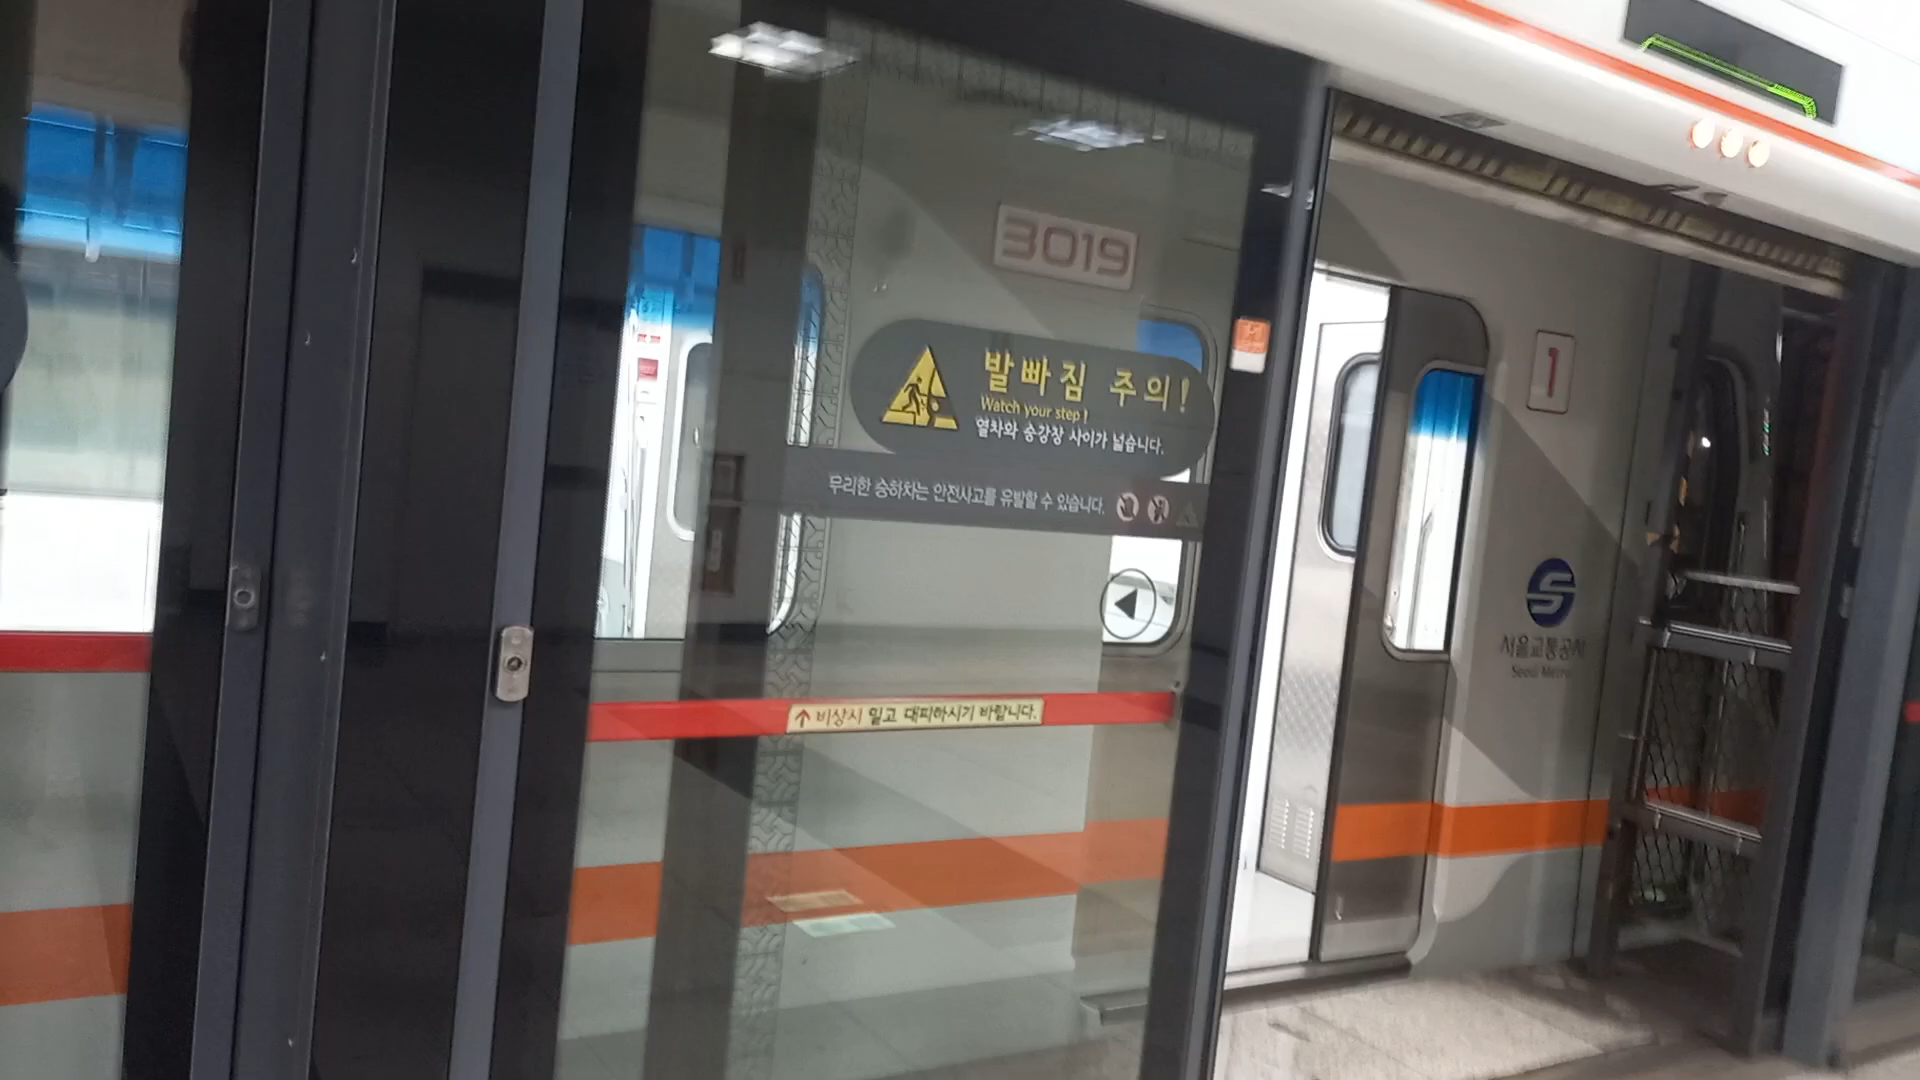 3019
발빠짐 주의!
Watch your step!
열차와 승강장 사이가 넓습니다.
무리한 승하차는 안전사고를 유발할 수 있습니다.
1
서울교통공사
Seoul Metro
↑ 비상시 밀고 대피하시기 바랍니다.